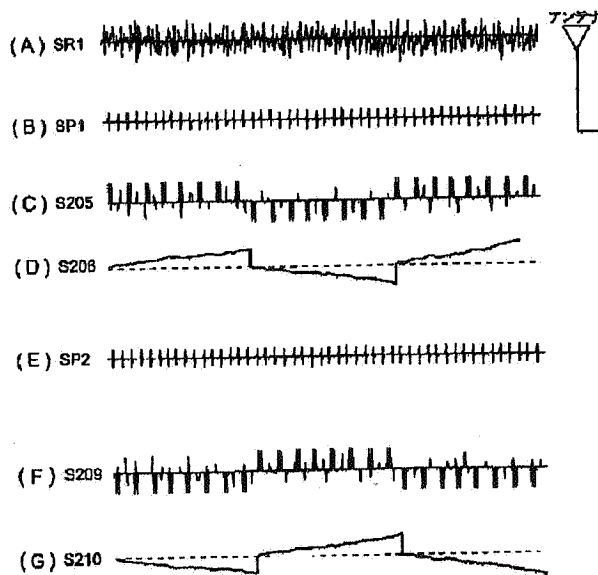 アンテナ
(A) SR1
(B) SP1
(C) S205
(D) S206
(E) SP2
(F) S209
(G) S210